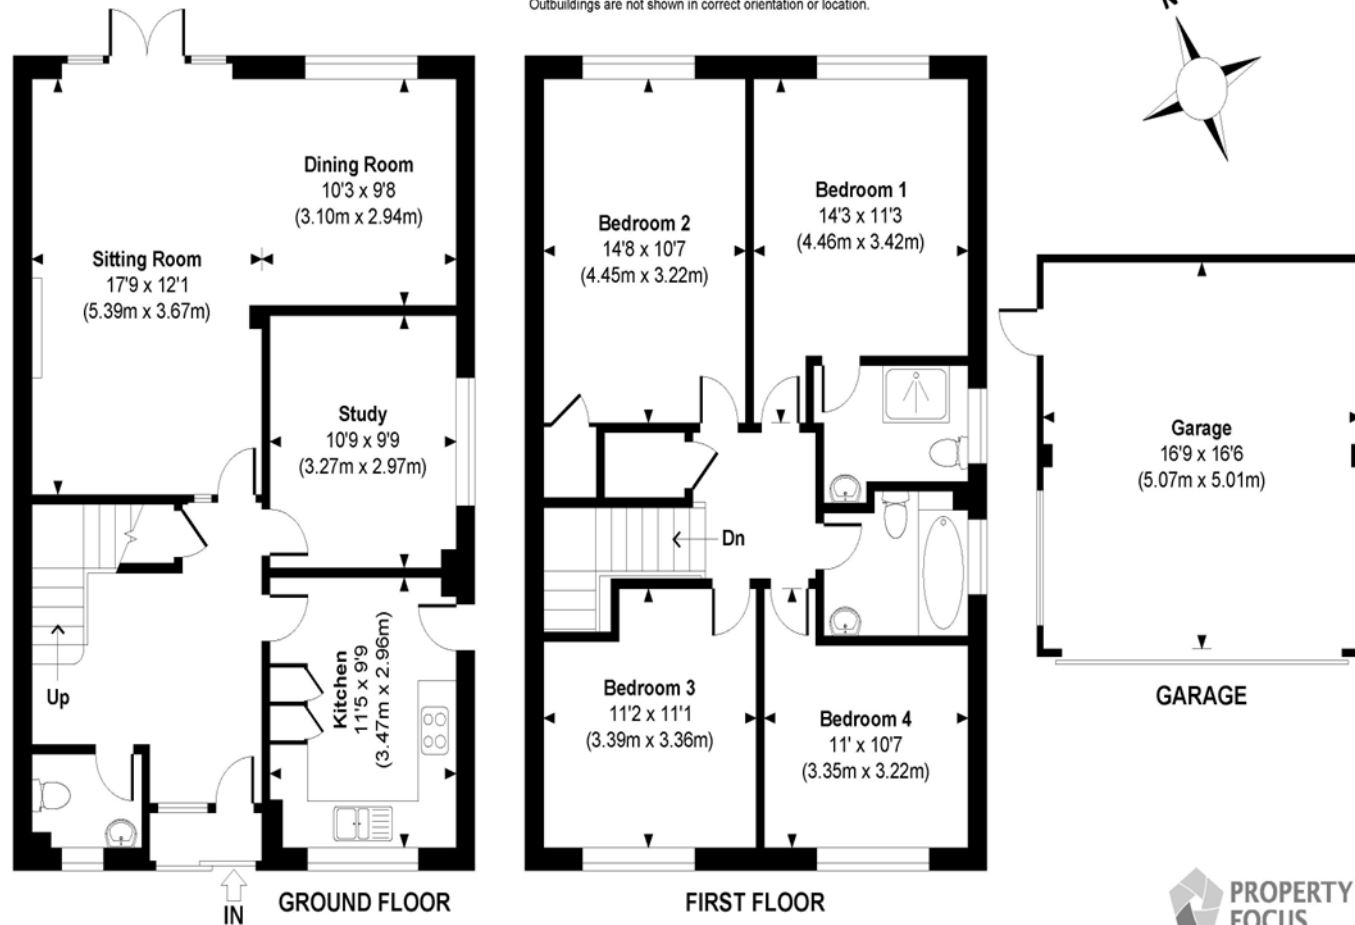 Outbuildings are not shown in correct orientation or location.
N
Dining Room
10'3 x 9'8
(3.10m x 2.94m)
Sitting Room
17'9 x 12'1
(5.39m x 3.67m)
Study
10'9 x 9'9
(3.27m x 2.97m)
Kitchen
11'5 x 9'9
(3.47m x 2.96m)
Up
IN
GROUND FLOOR
Bedroom 2
14'8 x 10'7
(4.45m x 3.22m)
Bedroom 1
14'3 x 11'3
(4.46m x 3.42m)
Dn
Bedroom 3
11'2 x 11'1
(3.39m x 3.36m)
Bedroom 4
11' x 10'7
(3.35m x 3.22m)
FIRST FLOOR
Garage
16'9 x 16'6
(5.07m x 5.01m)
GARAGE
PROPERTY
FOCUS